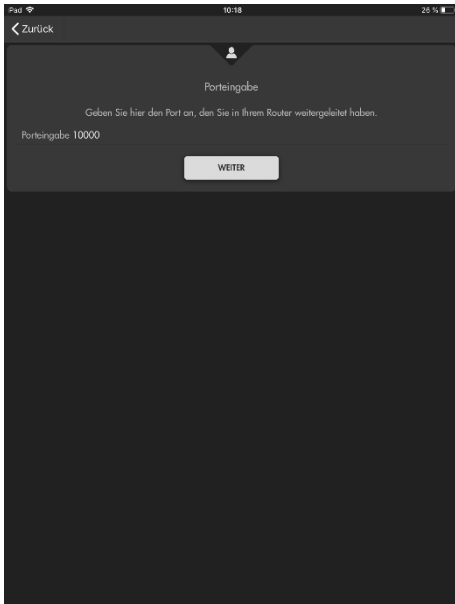 iPad 10:18 26 %
Zurück
Porteingabe
Geben Sie hier den Port an, den Sie in Ihrem Router weitergeleitet haben.
Porteingabe 10000
WEITER